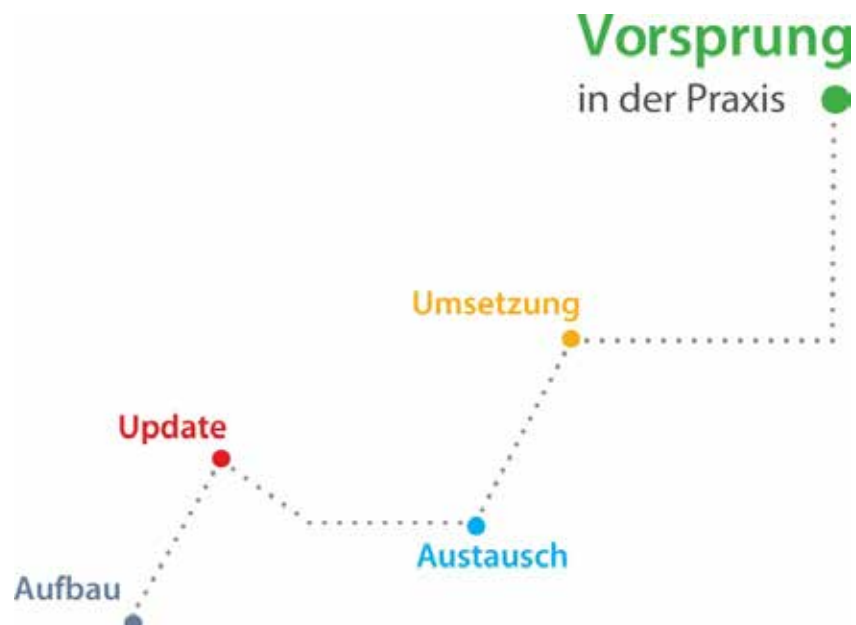 Vorsprung
in der Praxis
Umsetzung
Update
Austausch
Aufbau